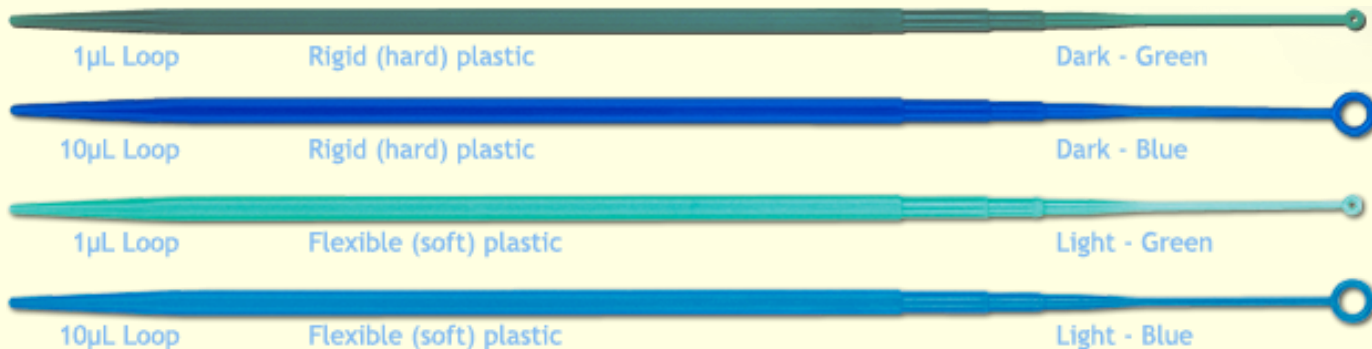 1µL Loop Rigid (hard) plastic Dark - Green
10µL Loop Rigid (hard) plastic Dark - Blue
1µL Loop Flexible (soft) plastic Light - Green
10µL Loop Flexible (soft) plastic Light - Blue